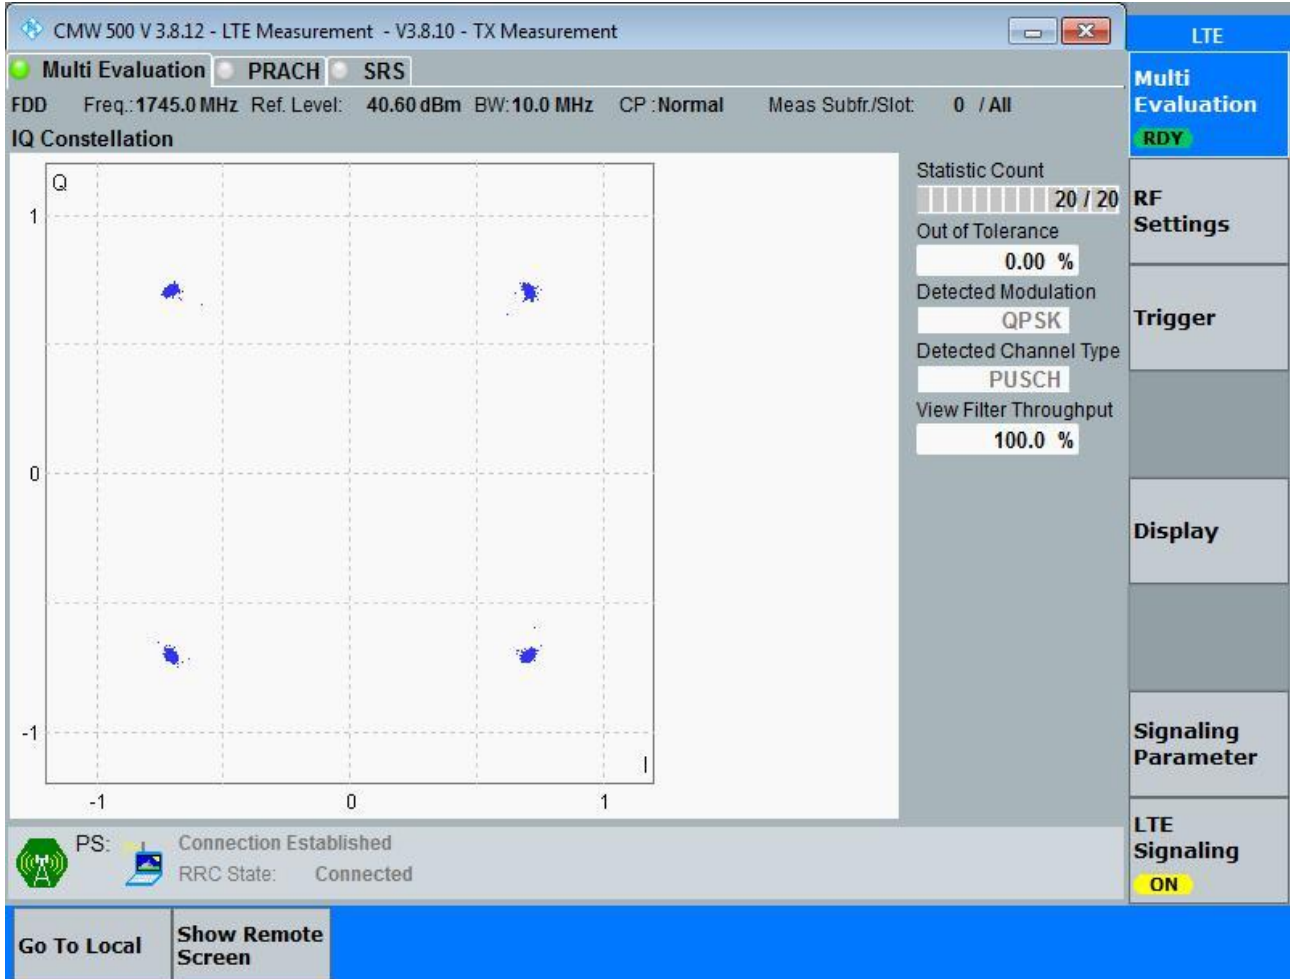 CMW 500 V 3.8.12 - LTE Measurement - V3.8.10 - TX Measurement
LTE
Multi Evaluation PRACH SRS
FDD Freq.:1745.0 MHz Ref. Level: 40.60 dBm BW:10.0 MHz CP :Normal Meas Subfr./Slot: 0 / All
IQ Constellation
Q
1
0
-1
I
-1 0 1
Statistic Count
20 / 20
Out of Tolerance
0.00 %
Detected Modulation
QPSK
Detected Channel Type
PUSCH
View Filter Throughput
100.0 %
Multi
Evaluation
RDY
RF
Settings
Trigger
Display
Signaling
Parameter
LTE
Signaling
ON
PS: Connection Established
RRC State: Connected
Go To Local
Show Remote
Screen